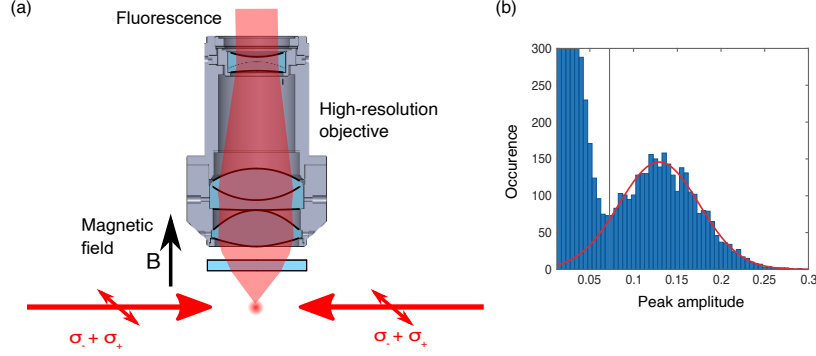 (a)
Fluorescence
High-resolution
objective
Magnetic
field
B
σ- + σ+
σ- + σ+
(b)
300
250
200
150
100
50
0
Occurence
0.05
0.1
0.15
0.2
0.25
0.3
Peak amplitude